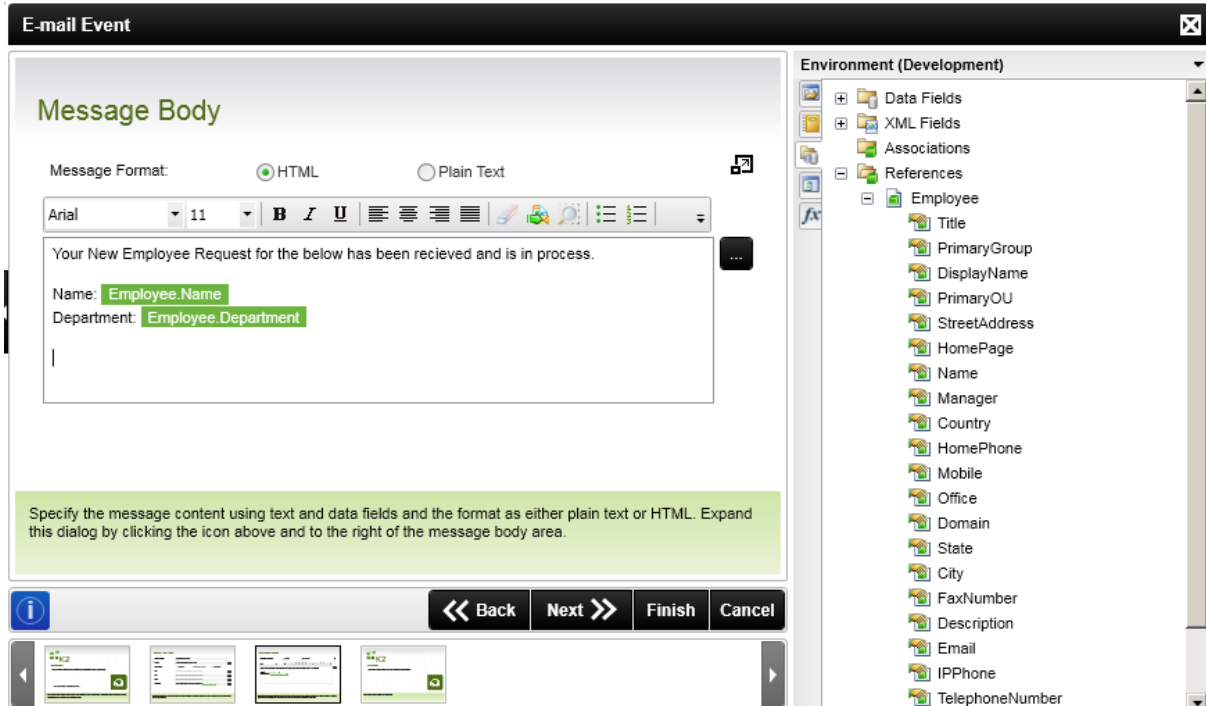 E-mail Event
Message Body
Message Format:
HTML
Plain Text
Arial
11
B I U
Your New Employee Request for the below has been recieved and is in process.
Name: Employee.Name
Department: Employee.Department
...
Specify the message content using text and data fields and the format as either plain text or HTML. Expand
this dialog by clicking the icon above and to the right of the message body area.
Back
Next
Finish
Cancel
K2
K2
Environment (Development)
fx
Data Fields
XML Fields
Associations
References
Employee
Title
PrimaryGroup
DisplayName
PrimaryOU
StreetAddress
HomePage
Name
Manager
Country
HomePhone
Mobile
Office
Domain
State
City
FaxNumber
Description
Email
IPPhone
TelephoneNumber